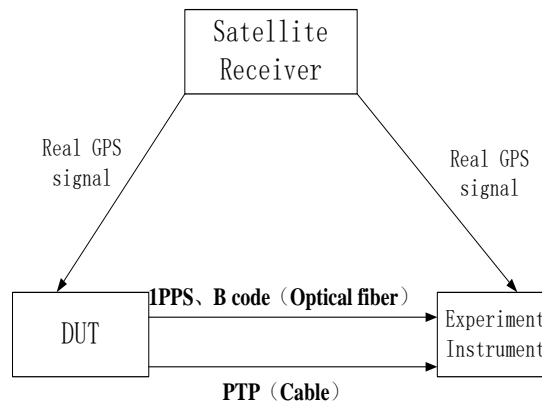 Satellite
Receiver
Real GPS
signal
Real GPS
signal
1PPS、B code（Optical fiber）
DUT
Experiment
Instrument
PTP（Cable）